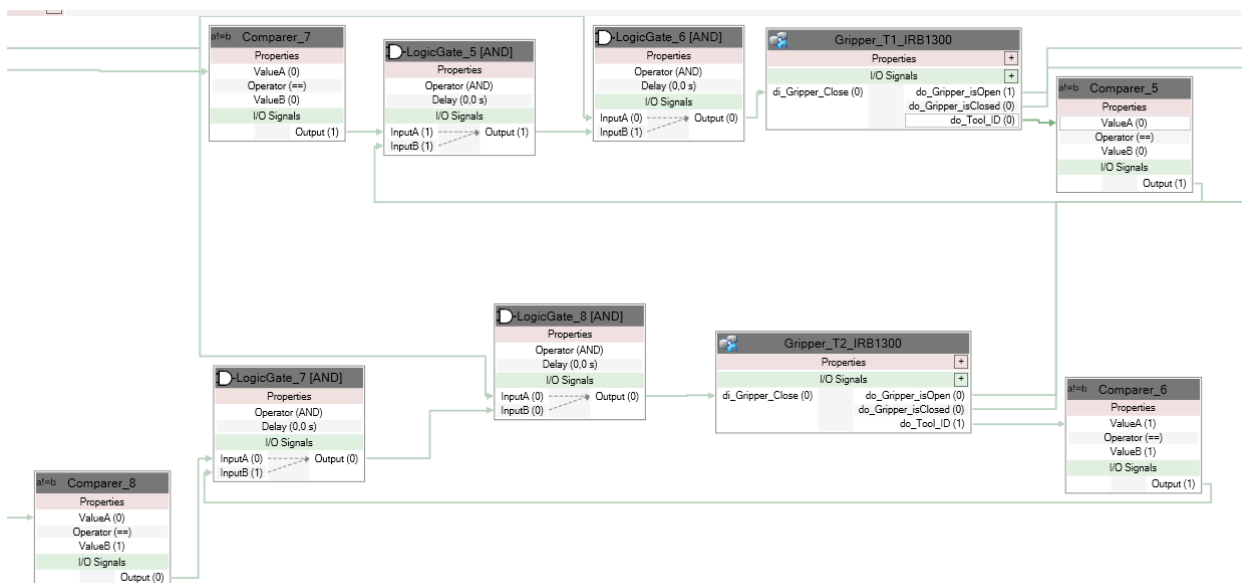 a!=b Comparer_7
Properties
ValueA (0)
Operator (==)
ValueB (0)
I/O Signals
Output (1)
LogicGate_5 [AND]
Properties
Operator (AND)
Delay (0,0 s)
I/O Signals
InputA (1) Output (1)
InputB (1)
LogicGate_6 [AND]
Properties
Operator (AND)
Delay (0,0 s)
I/O Signals
InputA (0) Output (0)
InputB (1)
Gripper_T1_IRB1300
Properties +
I/O Signals +
di_Gripper_Close (0) do_Gripper_isOpen (1)
do_Gripper_isClosed (0)
do_Tool_ID (0)
a!=b Comparer_5
Properties
ValueA (0)
Operator (==)
ValueB (0)
I/O Signals
Output (1)
LogicGate_8 [AND]
Properties
Operator (AND)
Delay (0,0 s)
I/O Signals
InputA (0) Output (0)
InputB (0)
Gripper_T2_IRB1300
Properties +
I/O Signals +
di_Gripper_Close (0) do_Gripper_isOpen (0)
do_Gripper_isClosed (0)
do_Tool_ID (1)
LogicGate_7 [AND]
Properties
Operator (AND)
Delay (0,0 s)
I/O Signals
InputA (0) Output (0)
InputB (1)
a!=b Comparer_6
Properties
ValueA (1)
Operator (==)
ValueB (1)
I/O Signals
Output (1)
a!=b Comparer_8
Properties
ValueA (0)
Operator (==)
ValueB (1)
I/O Signals
Output (0)